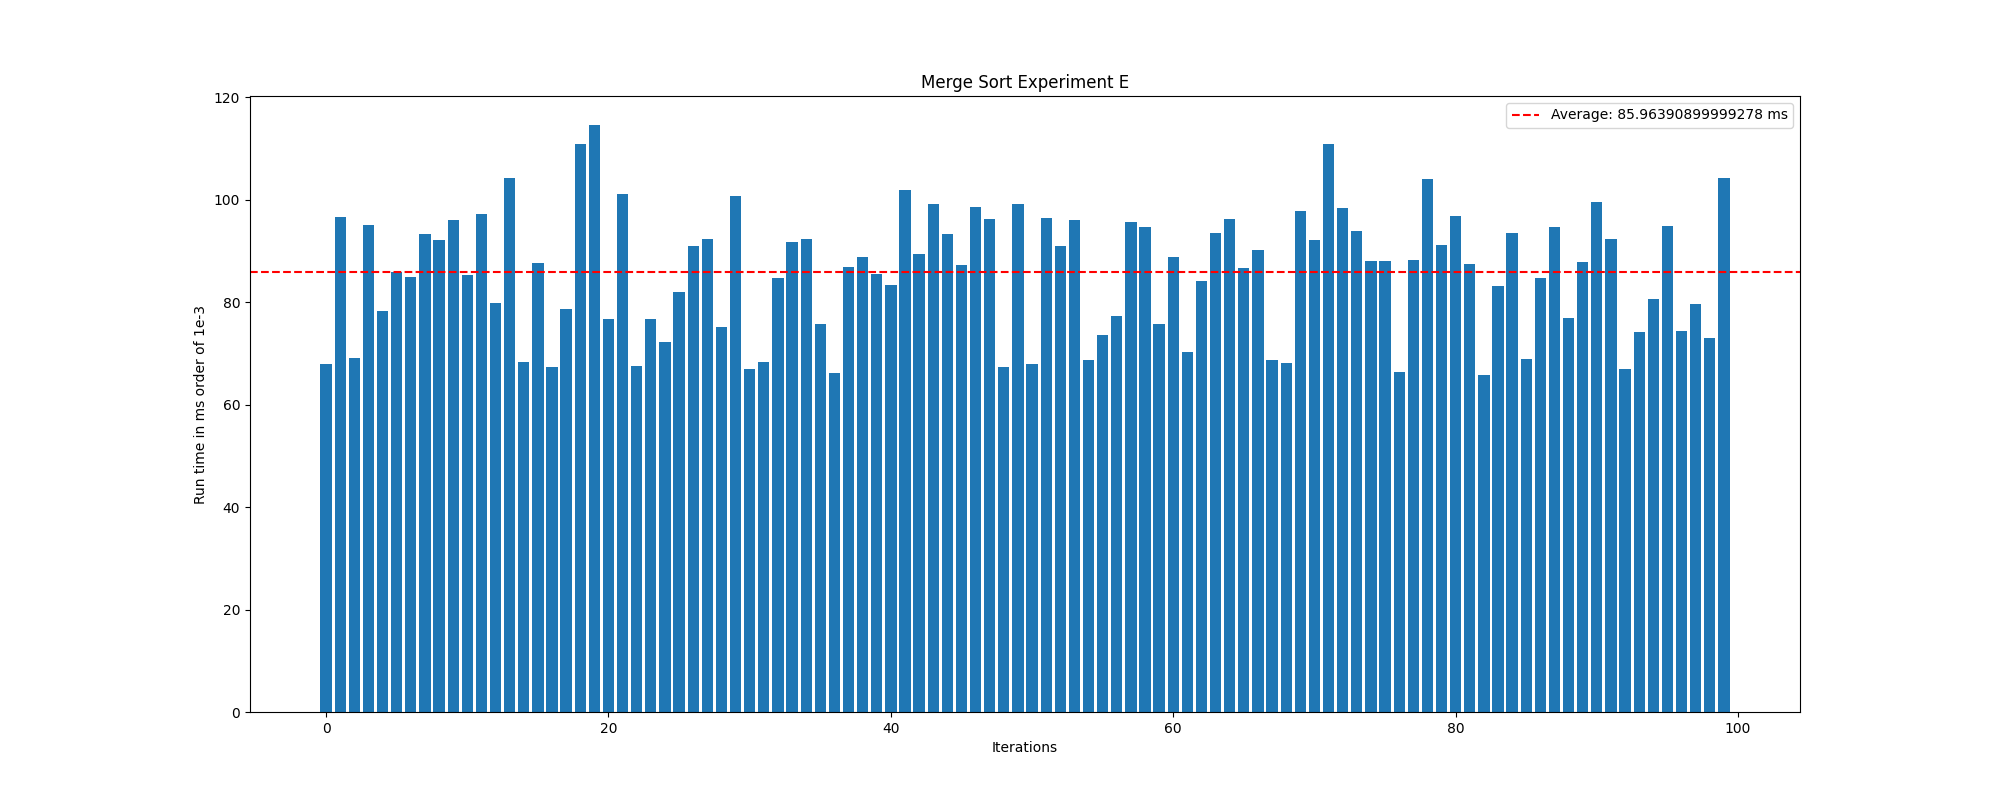 Merge Sort Experiment E
Average: 85.96390899999278 ms
120
100
80
60
40
20
0
Run time in ms order of 1e-3
0 20 40 60 80 100
Iterations